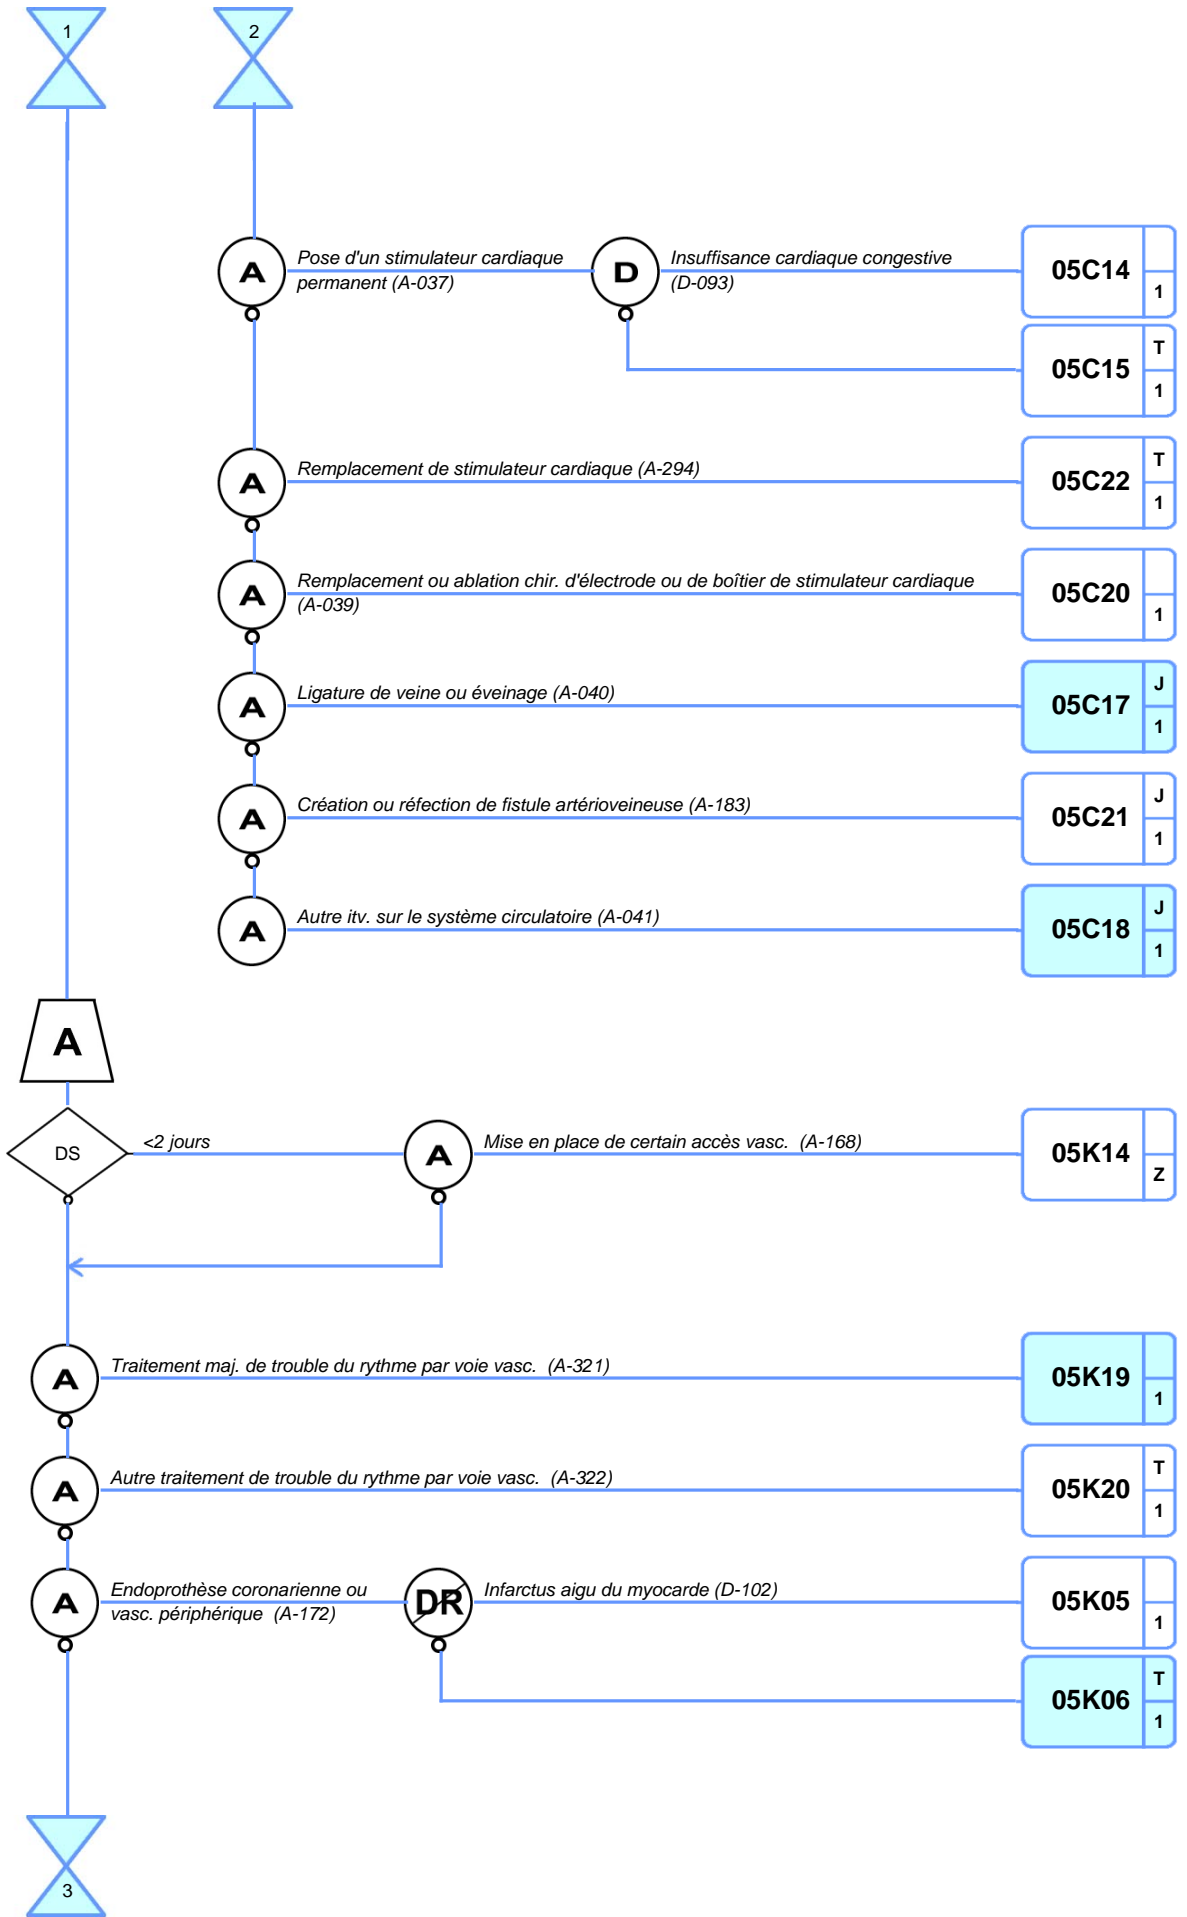 1
2
A
Pose d'un stimulateur cardiaque
permanent (A-037)
D
Insuffisance cardiaque congestive
(D-093)
05C14
1
05C15
T
1
A
Remplacement de stimulateur cardiaque (A-294)
05C22
T
1
A
Remplacement ou ablation chir. d'électrode ou de boîtier de stimulateur cardiaque
(A-039)
05C20
1
A
Ligature de veine ou éveinage (A-040)
05C17
J
1
A
Création ou réfection de fistule artérioveineuse (A-183)
05C21
J
1
A
Autre itv. sur le système circulatoire (A-041)
05C18
J
1
A
DS
<2 jours
A
Mise en place de certain accès vasc. (A-168)
05K14
Z
A
Traitement maj. de trouble du rythme par voie vasc. (A-321)
05K19
1
A
Autre traitement de trouble du rythme par voie vasc. (A-322)
05K20
T
1
A
Endoprothèse coronarienne ou
vasc. périphérique (A-172)
DR
Infarctus aigu du myocarde (D-102)
05K05
1
05K06
T
1
3